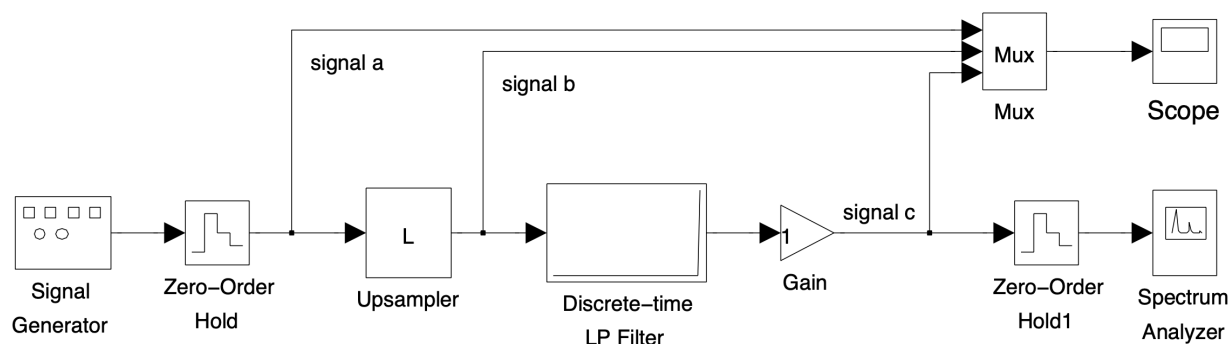 signal a
signal b
Mux
Mux
Scope
L
1
signal c
Signal
Generator
Zero−Order
Hold
Upsampler
Discrete−time
LP Filter
Gain
Zero−Order
Hold1
Spectrum
Analyzer